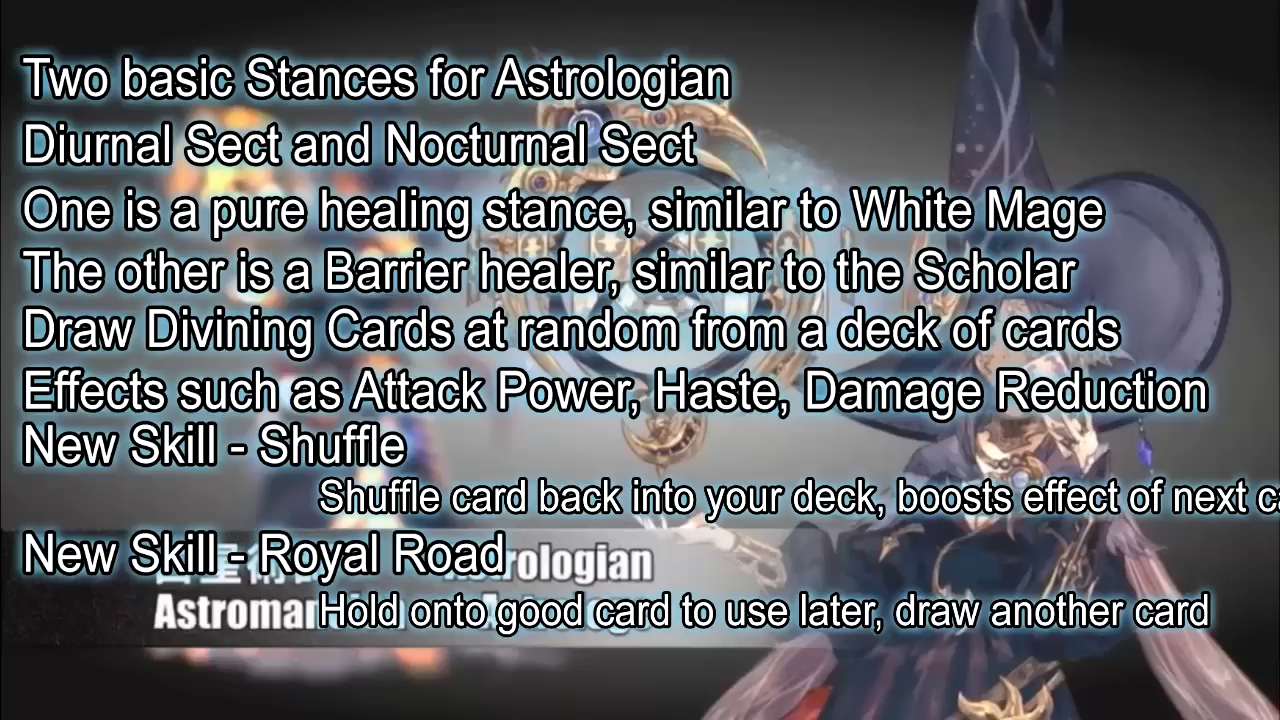 Two basic Stances for Astrologian
Diurnal Sect and Nocturnal Sect
One is a pure healing stance, similar to White Mage
The other is a Barrier healer, similar to the Scholar
Draw Divining Cards at random from a deck of cards
Effects such as Attack Power, Haste, Damage Reduction
New Skill - Shuffle
Shuffle card back into your deck, boosts effect of next
New Skill - Royal Road
Hold onto good card to use later, draw another card